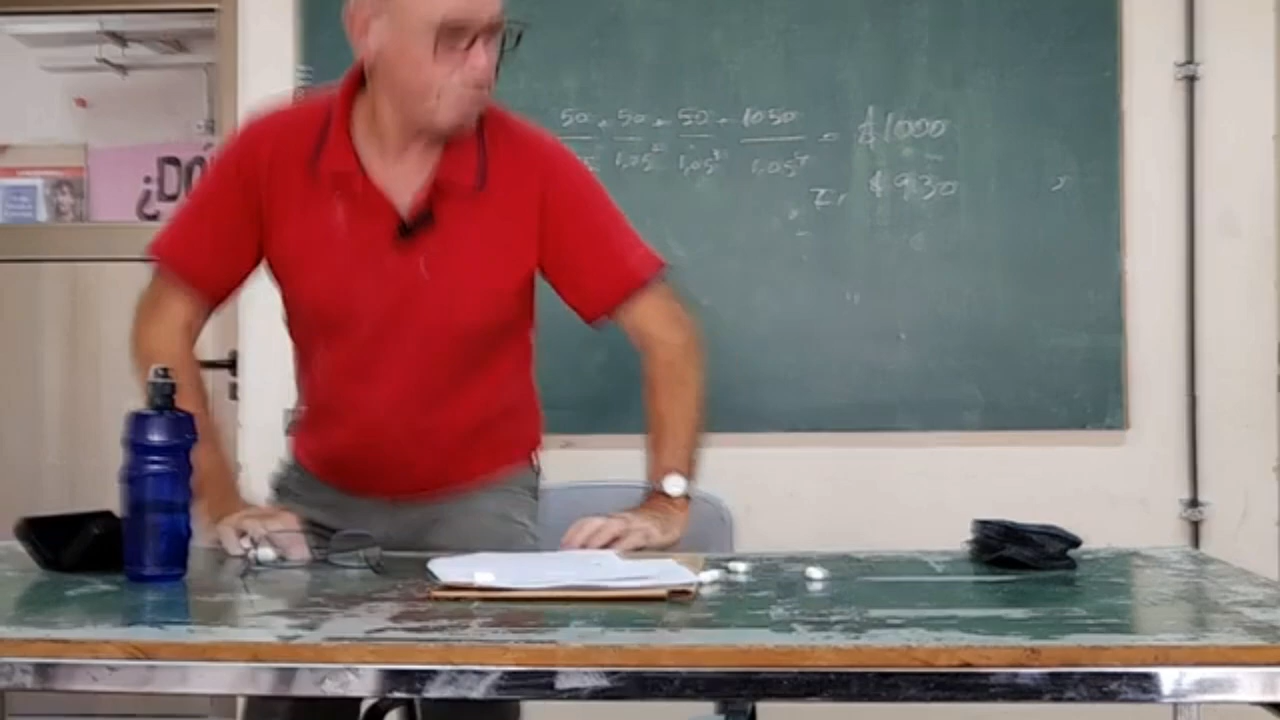 ¿DÓ
50 + 50 + 50 + 1050 = $1000
1,05² 1,05³ 1,05⁴
$930